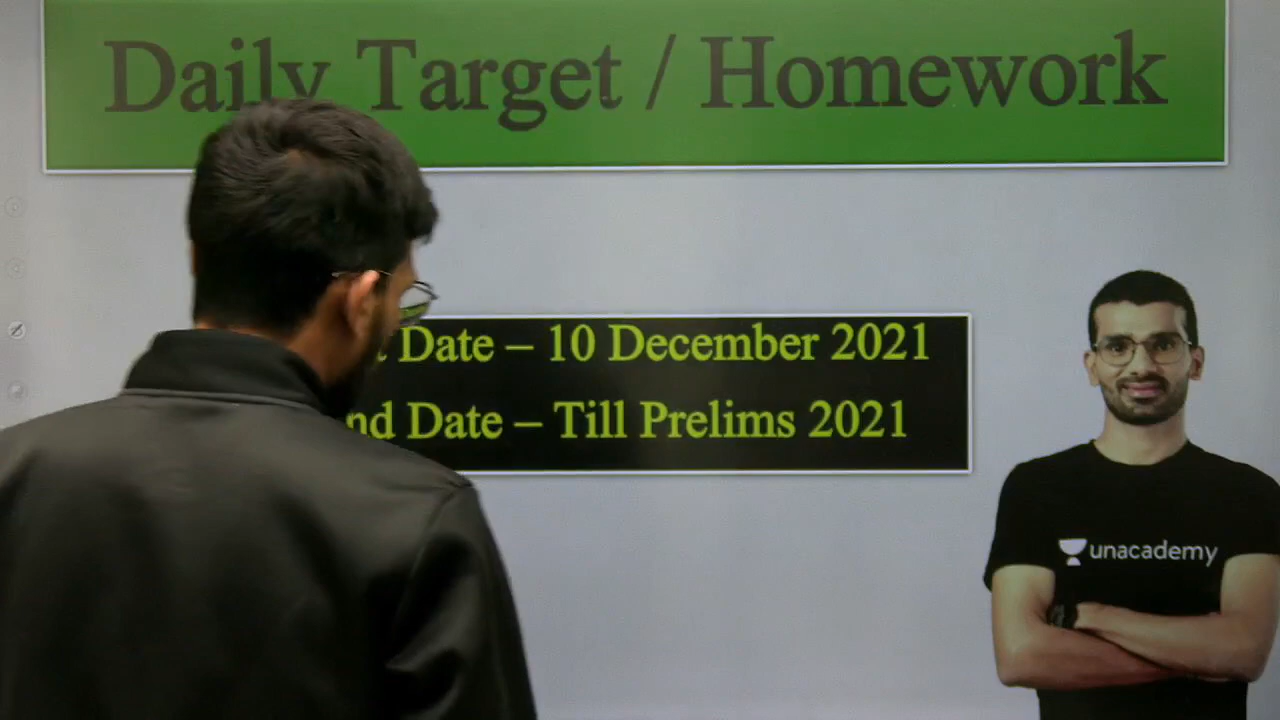 Daily Target / Homework
Date – 10 December 2021
nd Date – Till Prelims 2021
unacademy